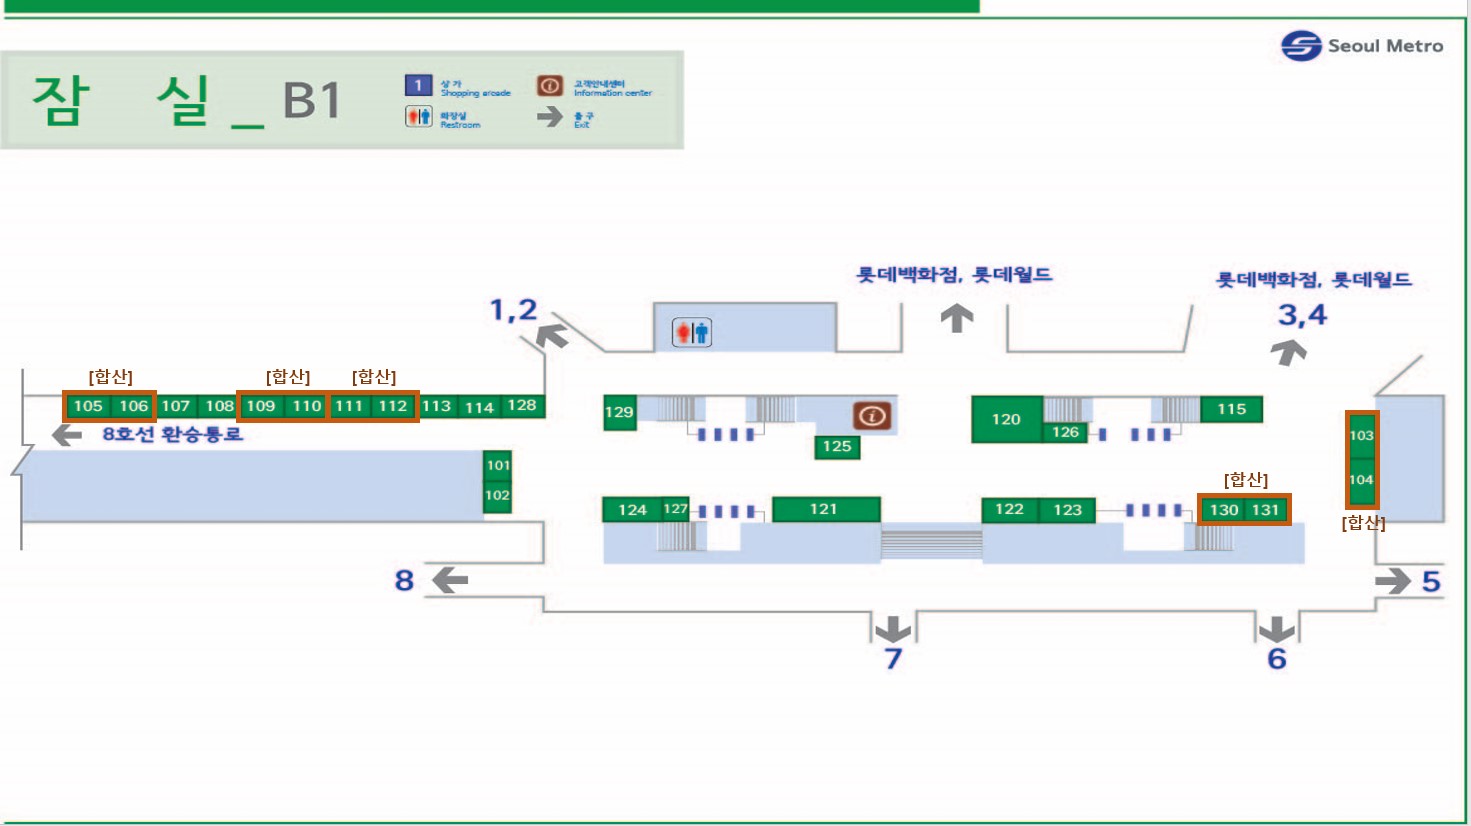 Seoul Metro
잠 실_B1
1 상가
Shopping arcade
고객안내센터
Information center
화장실
Restroom
출구
Exit
롯데백화점, 롯데월드
롯데백화점, 롯데월드
1,2
3,4
[합산] [합산] [합산]
105 106 107 108 109 110 111 112 113 114 128
129
120
115
103
8호선 환승통로
126
125
101
104
[합산]
102
124 127 121 122 123 130 131
[합산]
8
5
7
6